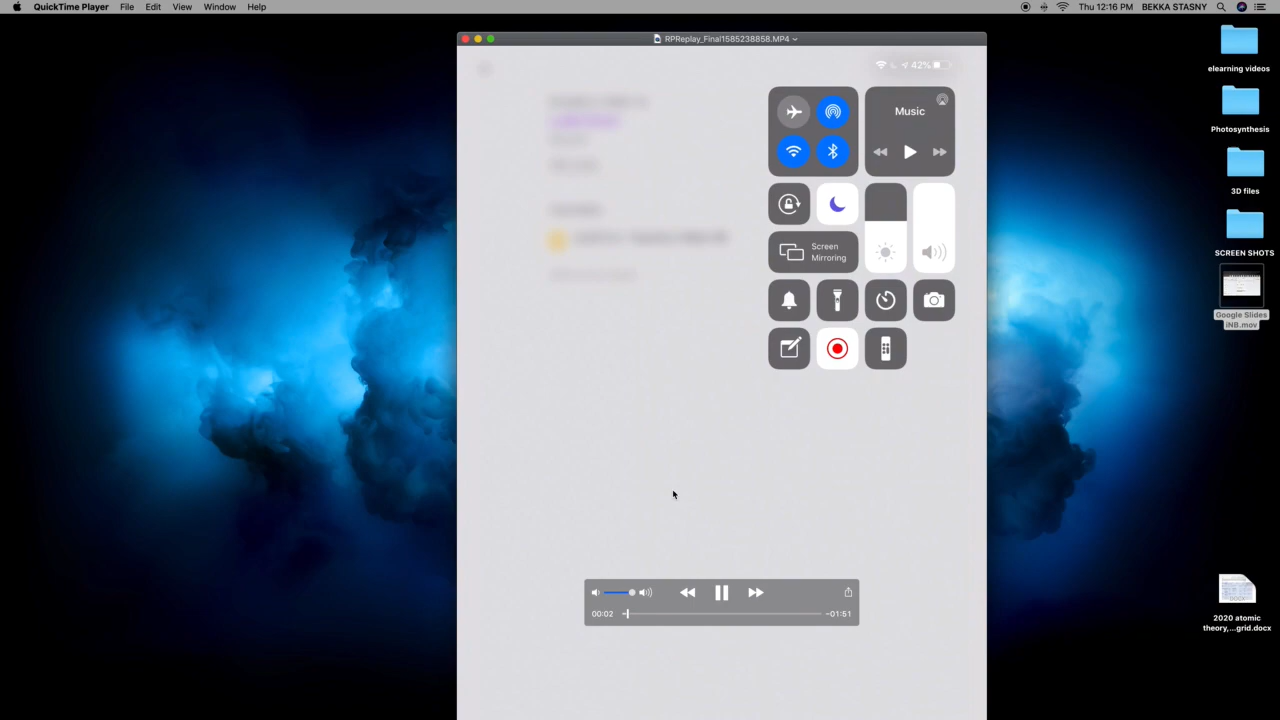 QuickTime Player File Edit View Window Help Thu 12:16 PM BEKKA STASNY
RPReplay_Final1585238858.MP4
42%
Music
Screen
Mirroring
00:02 -01:51
elearning videos
Photosynthesis
3D files
SCREEN SHOTS
Google Slides
iNB.mov
DOCX
2020 atomic
theory,...grid.docx